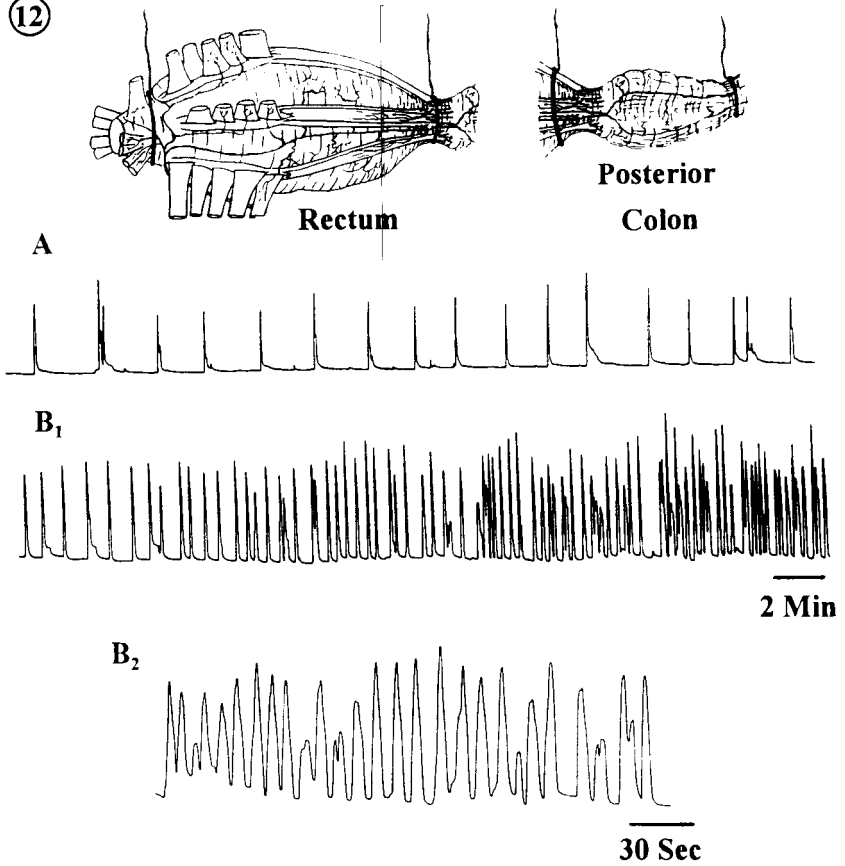 12
Rectum
Posterior
Colon
A
B₁
2 Min
B₂
30 Sec